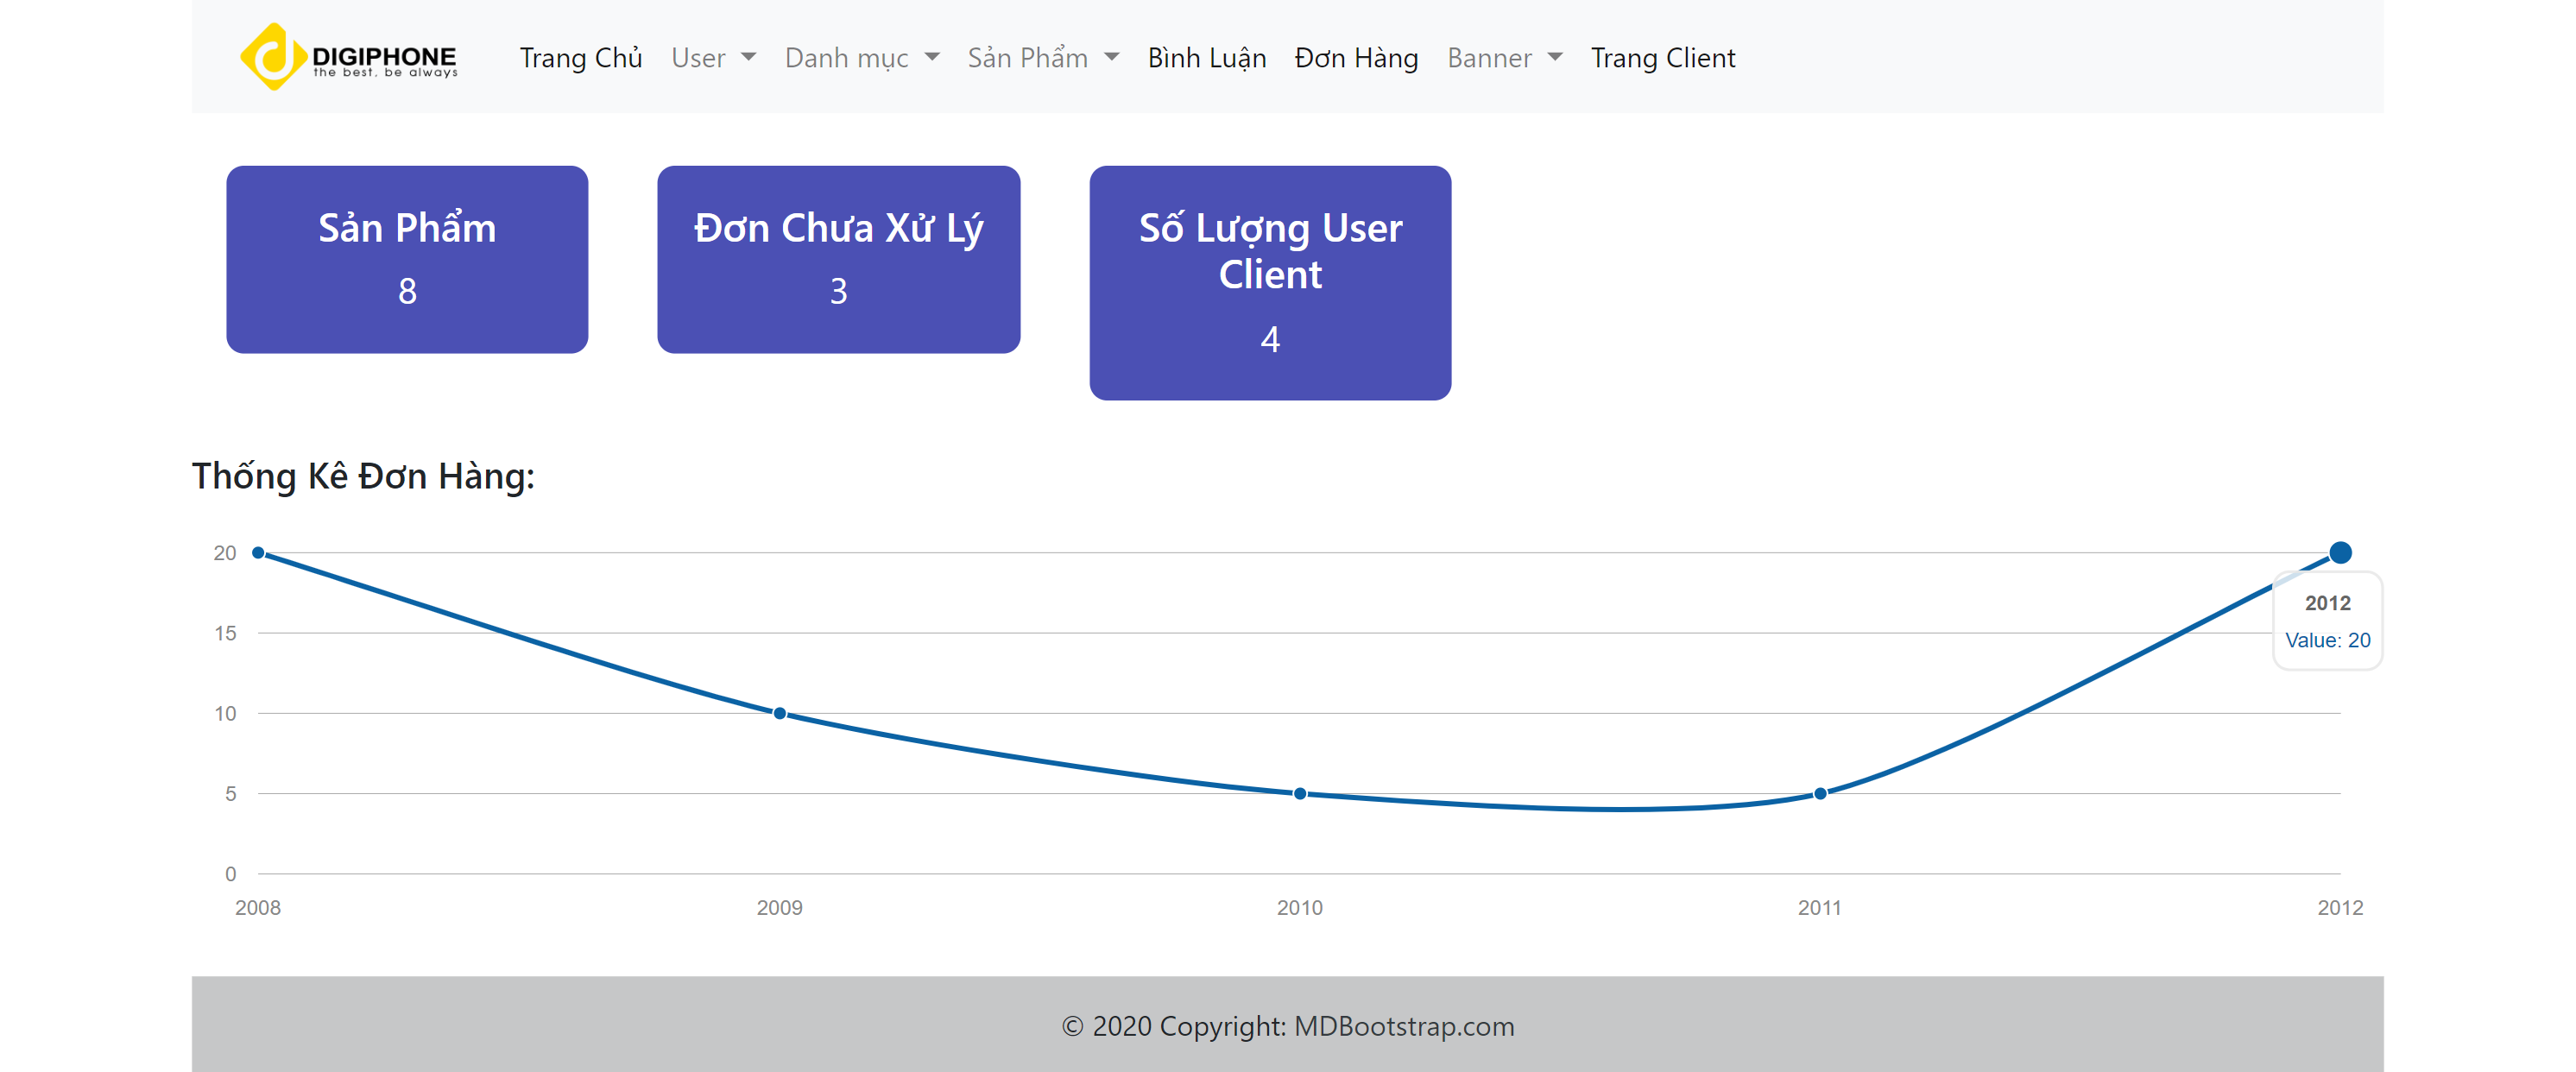 DIGIPHONE
the best, be always
Trang Chủ User Danh mục Sản Phẩm Bình Luận Đơn Hàng Banner Trang Client
Sản Phẩm
8
Đơn Chưa Xử Lý
3
Số Lượng User
Client
4
Thống Kê Đơn Hàng:
20
15
10
5
0
2012
Value: 20
2008 2009 2010 2011 2012
© 2020 Copyright: MDBootstrap.com